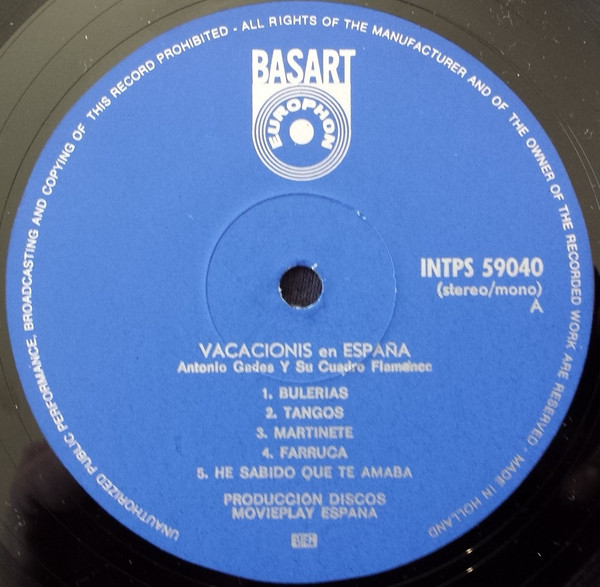 UNAUTHORIZED PUBLIC PERFORMANCE, BROADCASTING AND COPYING OF THIS RECORD PROHIBITED - ALL RIGHTS OF THE MANUFACTURER AND OF THE OWNER OF THE RECORDED WORK ARE RESERVED - MADE IN HOLLAND
BASART
EUROPHON
INTPS 59040
(stereo/mono)
A
VACACIONIS en ESPAÑA
Antonio Gades Y Su Cuadro Flamenco
1. BULERIAS
2. TANGOS
3. MARTINETE
4. FARRUCA
5. HE SABIDO QUE TE AMABA
PRODUCCIÓN DISCOS
MOVIEPLAY ESPAÑA